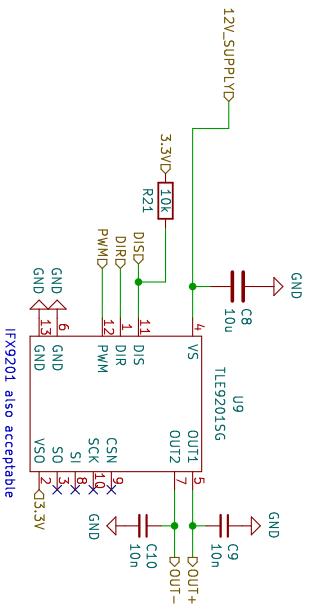 12V_SUPPLY
3.3V
R21
10k
PWM
DIR
DIS
GND
C8
10u
GND
GND
13
6
12
1
11
4
GND
GND
PWM
DIR
DIS
VS
U9
TLE9201SG
IFX9201 also acceptable
VSO
SO
SI
SCK
CSN
OUT2
OUT1
2
3
8
10
9
7
5
3.3V
GND
C10
10n
C9
10n
GND
OUT-
OUT+